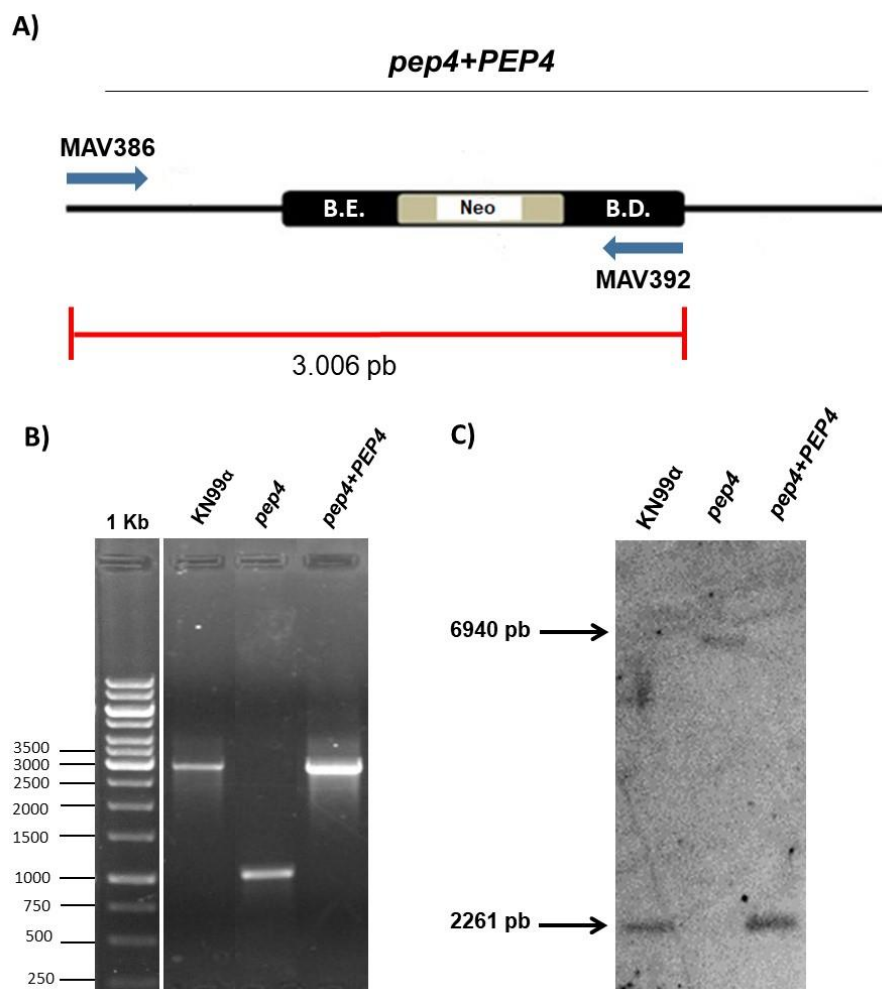 A)
pep4+PEP4
MAV386
B.E.
Neo
B.D.
MAV392
3.006 pb
B)
1 Kb
KN99α
pep4
pep4+PEP4
3500
3000
2500
2000
1500
1000
750
500
250
C)
KN99α
pep4
pep4+PEP4
6940 pb
2261 pb